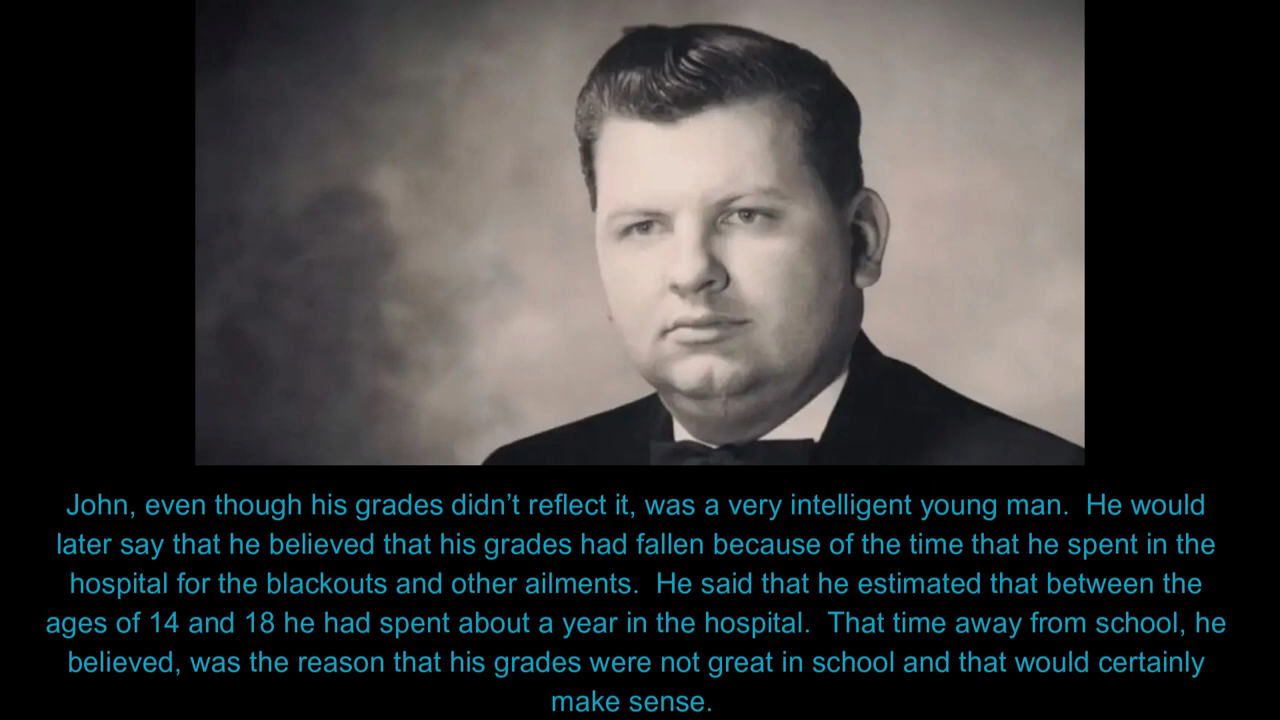 John, even though his grades didn’t reflect it, was a very intelligent young man.  He would
later say that he believed that his grades had fallen because of the time that he spent in the
hospital for the blackouts and other ailments.  He said that he estimated that between the
ages of 14 and 18 he had spent about a year in the hospital.  That time away from school, he
believed, was the reason that his grades were not great in school and that would certainly
make sense.